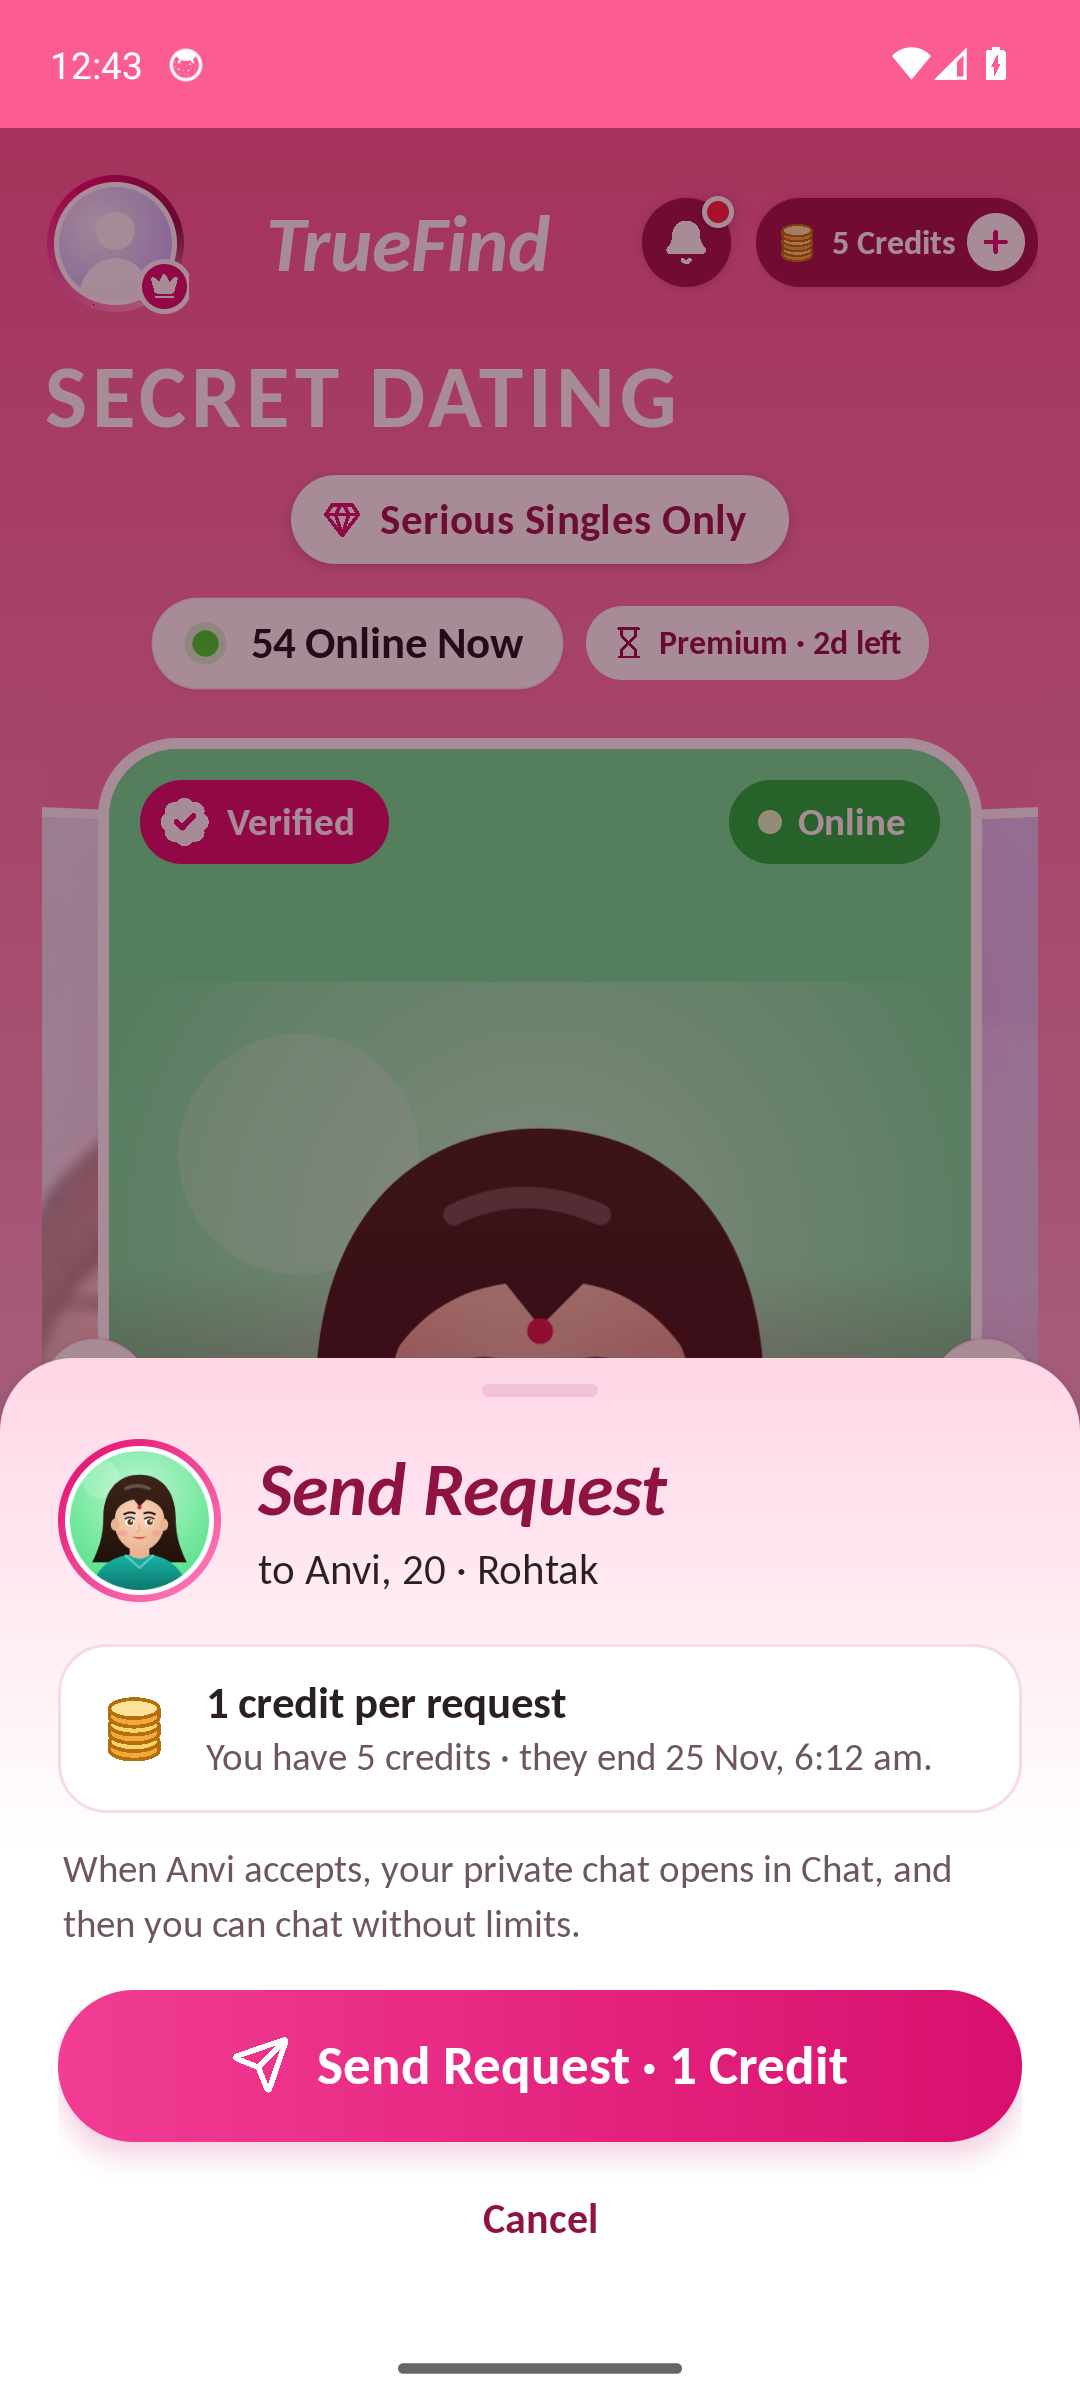 12:43
TrueFind
5 Credits
SECRET DATING
Serious Singles Only
54 Online Now
Premium · 2d left
Verified
Online
Send Request
to Anvi, 20 · Rohtak
1 credit per request
You have 5 credits · they end 25 Nov, 6:12 am.
When Anvi accepts, your private chat opens in Chat, and
then you can chat without limits.
Send Request · 1 Credit
Cancel